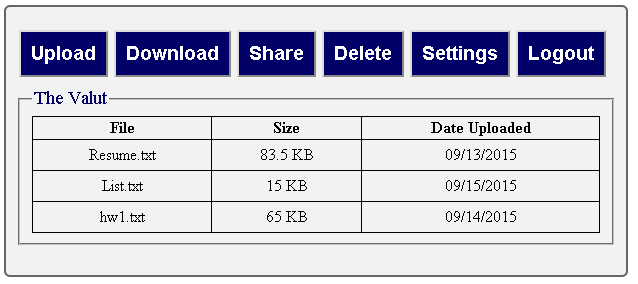 Upload Download Share Delete Settings Logout
The Valut
File Size Date Uploaded
Resume.txt 83.5 KB 09/13/2015
List.txt 15 KB 09/15/2015
hw1.txt 65 KB 09/14/2015